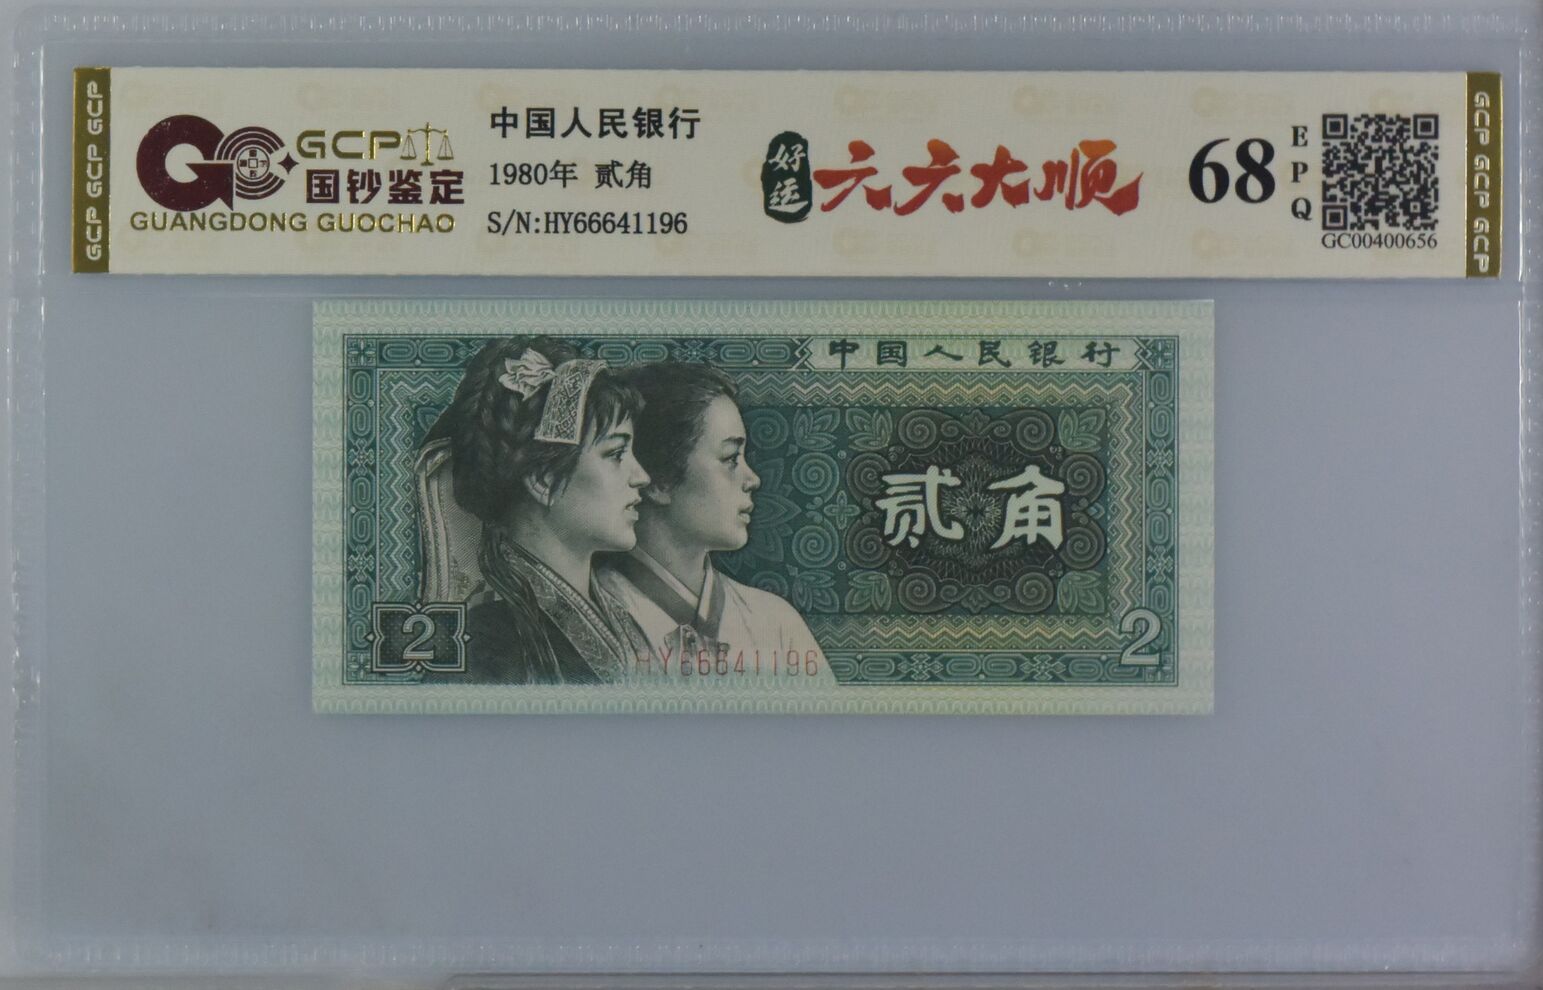 GCP GCP GCP
GCP
国钞鉴定
GUANGDONG GUOCHAO
中国人民银行
1980年 贰角
S/N:HY66641196
好运
六六大顺
68
EPQ
GC00400656
GCP GCP GCP
中国人民银行
贰角
2
2
HY66641196